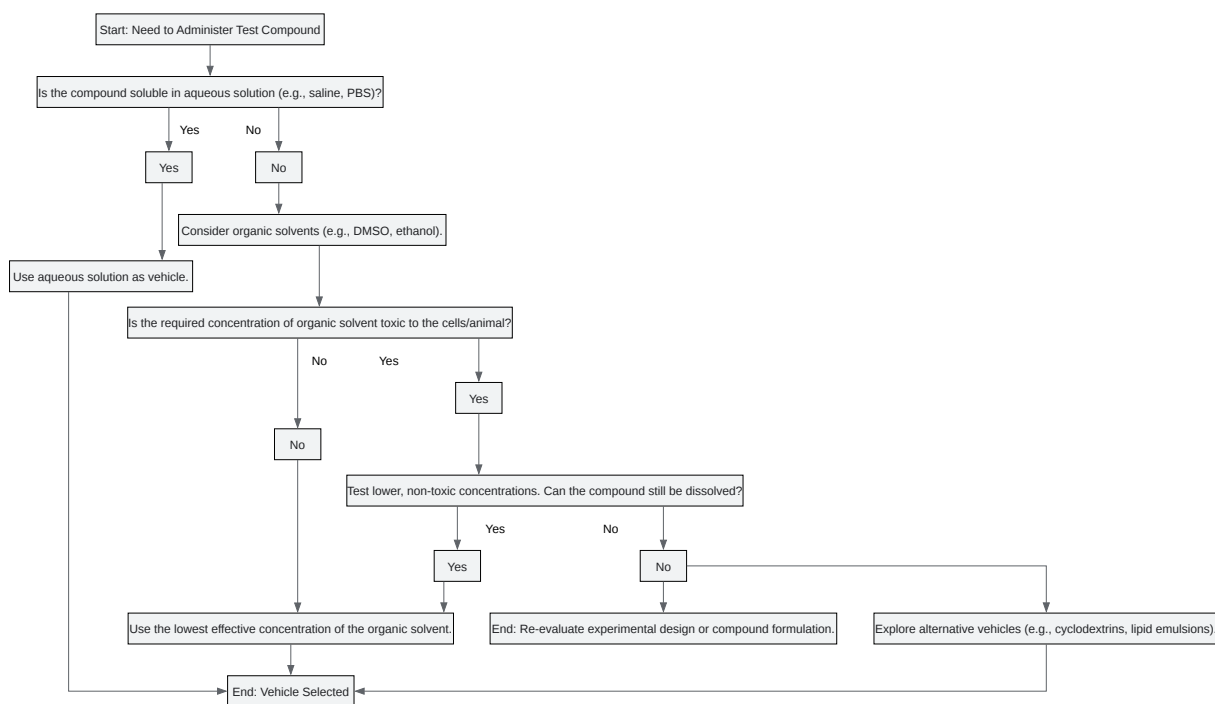 Start: Need to Administer Test Compound
Is the compound soluble in aqueous solution (e.g., saline, PBS)?
Yes
No
Yes
No
Consider organic solvents (e.g., DMSO, ethanol).
Use aqueous solution as vehicle.
Is the required concentration of organic solvent toxic to the cells/animal?
No
Yes
Yes
No
Test lower, non-toxic concentrations. Can the compound still be dissolved?
Yes
No
Yes
No
Use the lowest effective concentration of the organic solvent.
End: Re-evaluate experimental design or compound formulation.
Explore alternative vehicles (e.g., cyclodextrins, lipid emulsions).
End: Vehicle Selected